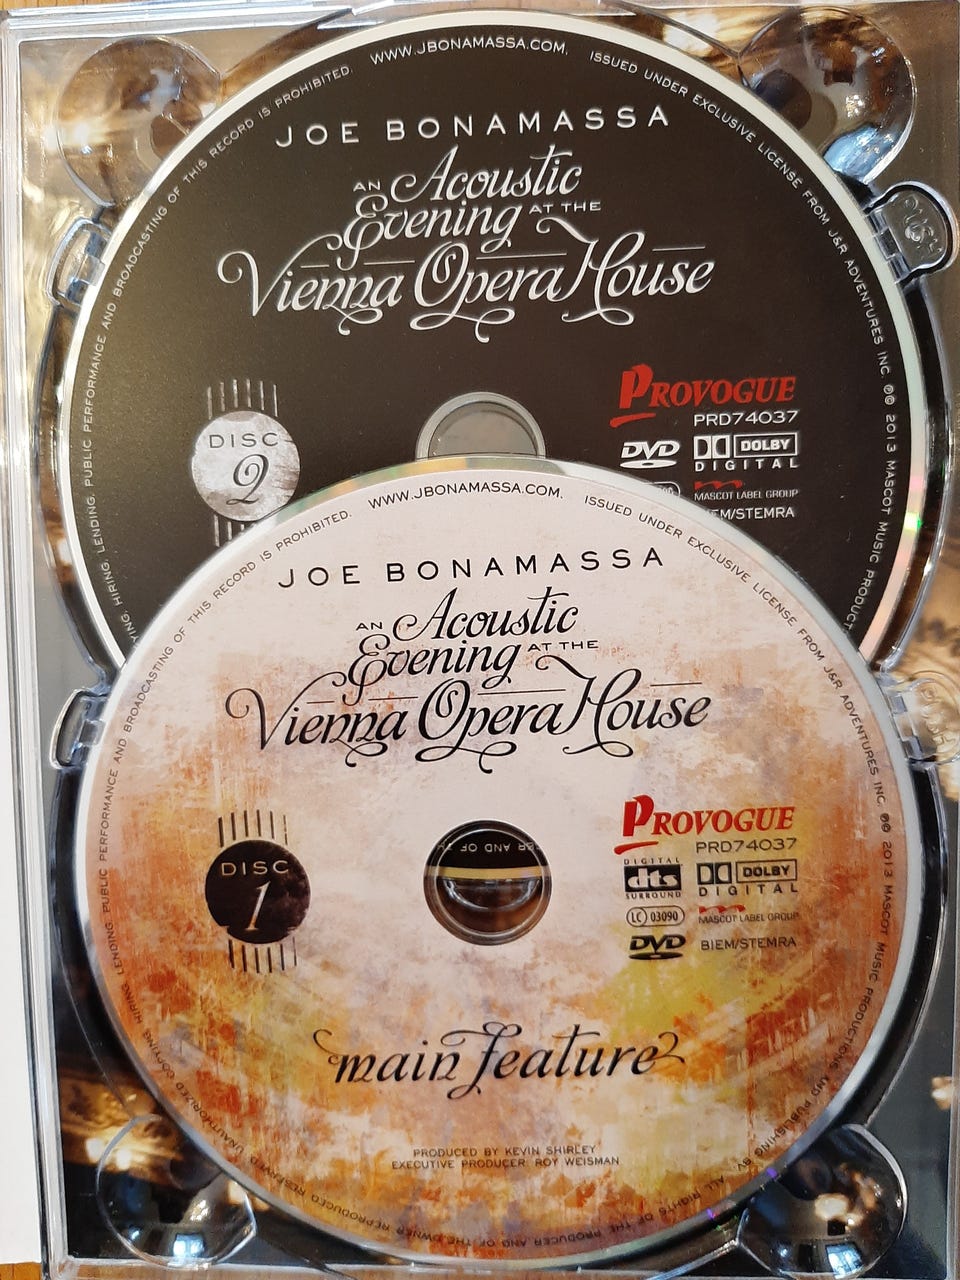 WWW.JBONAMASSA.COM. ISSUED UNDER EXCLUSIVE LICENSE FROM J&R ADVENTURES INC. ℗© 2013 MASCOT MUSIC
HIRING, LENDING, PUBLIC PERFORMANCE AND BROADCASTING OF THIS RECORD IS PROHIBITED.
JOE BONAMASSA
AN Acoustic
Evening AT THE
Vienna Opera House
PROVOGUE
PRD74037
DISC
2
DVD DOLBY
DIGITAL
MASCOT LABEL GROUP
BIEM/STEMRA
PUSH
WWW.JBONAMASSA.COM. ISSUED UNDER EXCLUSIVE LICENSE FROM J&R ADVENTURES INC. ℗© 2013 MASCOT MUSIC PRODUCTIONS AND PUBLISHING BV. ALL RIGHTS OF THE PRODUCER AND OF THE OWNER REPRODUCED RESERVED. UNAUTHORIZED COPYING, HIRING, LENDING, PUBLIC PERFORMANCE AND BROADCASTING OF THIS RECORD IS PROHIBITED.
JOE BONAMASSA
AN Acoustic
Evening AT THE
Vienna Opera House
PROVOGUE
PRD74037
DISC
1
DIGITAL
dts
SURROUND
DOLBY
DIGITAL
LC 03090
MASCOT LABEL GROUP
DVD
BIEM/STEMRA
main feature
PRODUCED BY KEVIN SHIRLEY
EXECUTIVE PRODUCER: ROY WEISMAN